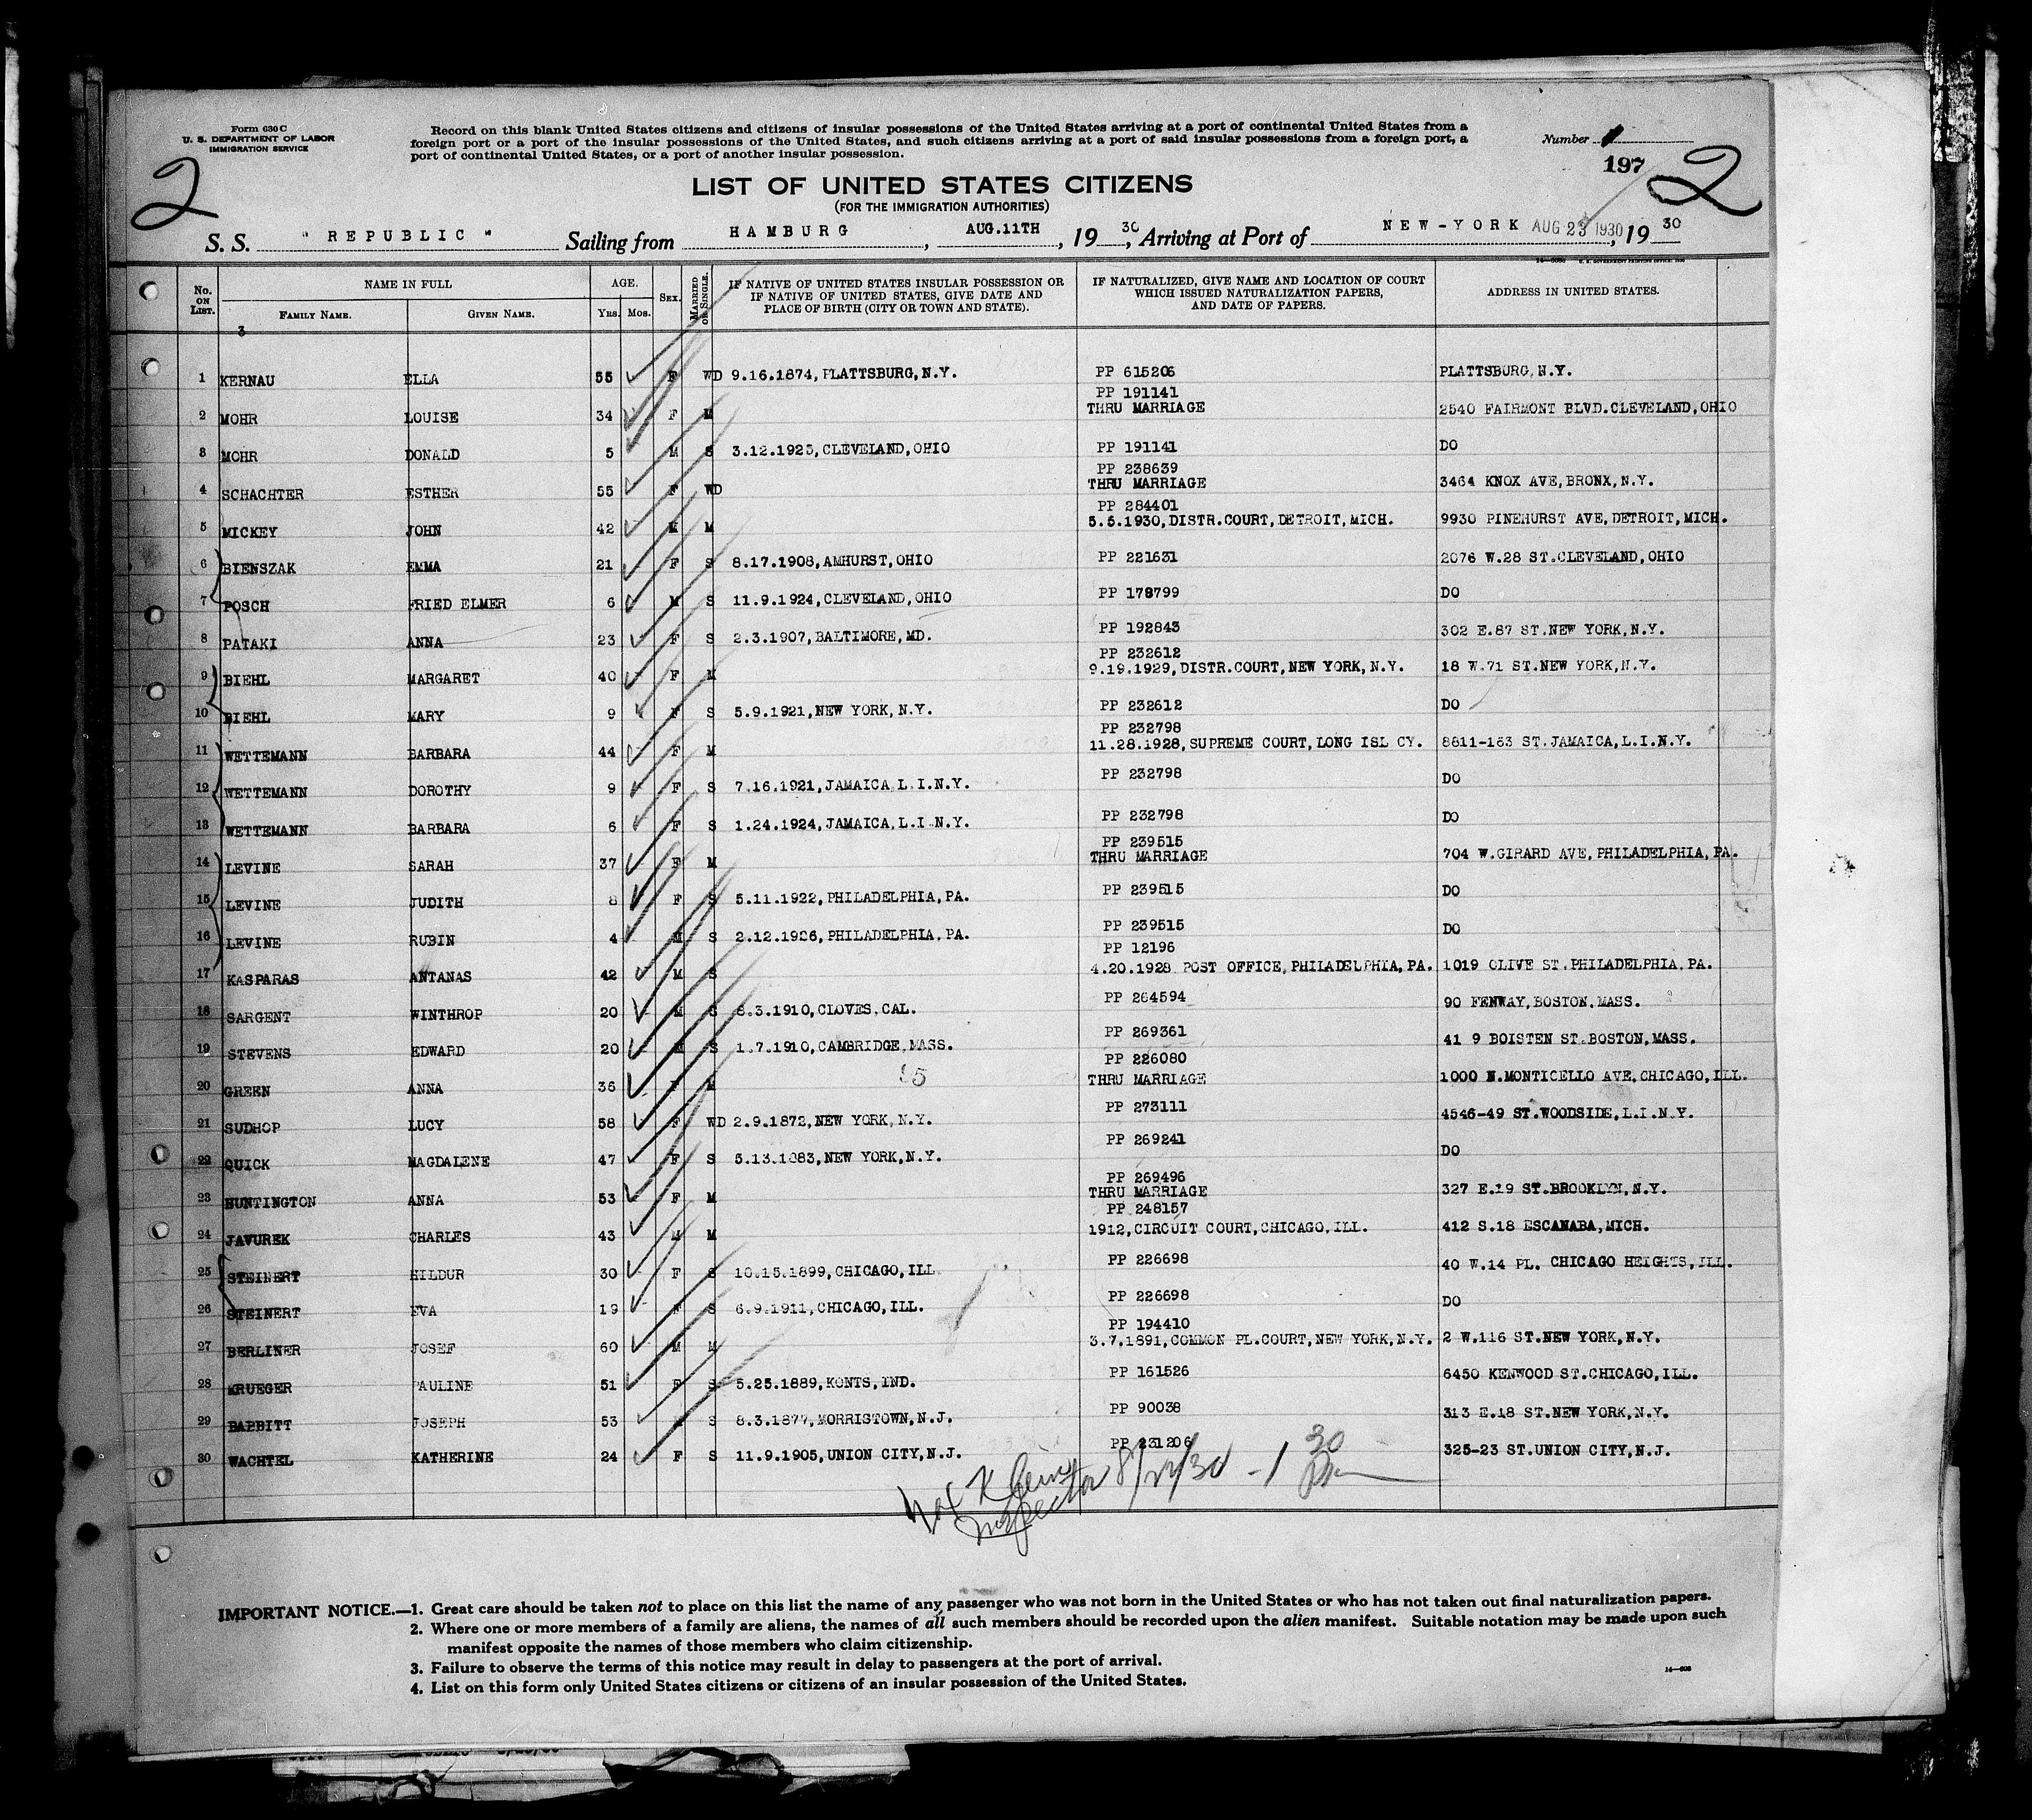 Form 630 C
U. S. DEPARTMENT OF LABOR
IMMIGRATION SERVICE
Record on this blank United States citizens and citizens of insular possessions of the United States arriving at a port of continental United States from a
foreign port or a port of the insular possessions of the United States, and such citizens arriving at a port of said insular possessions from a foreign port, a
port of continental United States, or a port of another insular possession.
Number
197
2
2
LIST OF UNITED STATES CITIZENS
(FOR THE IMMIGRATION AUTHORITIES)
S. S. "REPUBLIC" Sailing from HAMBURG, AUG.11TH, 1930, Arriving at Port of NEW-YORK AUG 23 1930, 1930
No. ON LIST. NAME IN FULL AGE. SEX. MARRIED OR SINGLE. IF NATIVE OF UNITED STATES INSULAR POSSESSION OR IF NATIVE OF UNITED STATES, GIVE DATE AND PLACE OF BIRTH (CITY OR TOWN AND STATE). IF NATURALIZED, GIVE NAME AND LOCATION OF COURT WHICH ISSUED NATURALIZATION PAPERS, AND DATE OF PAPERS. ADDRESS IN UNITED STATES.
FAMILY NAME. GIVEN NAME. YRS. MOS.
3
1 KERNAU ELLA 55 F WD 9.16.1874, PLATTSBURG, N.Y. PP 615206 PLATTSBURG, N.Y.
PP 191141
2 MOHR LOUISE 34 F M THRU MARRIAGE 2540 FAIRMONT BLVD.CLEVELAND, OHIO
3 MOHR DONALD 5 M S 3.12.1925, CLEVELAND, OHIO PP 191141 DO
PP 238639
4 SCHACHTER ESTHER 55 F WD THRU MARRIAGE 3464 KNOX AVE, BRONX, N.Y.
PP 284401
5 MICKEY JOHN 42 M M 5.5.1930, DISTR.COURT, DETROIT, MICH. 9930 PINEHURST AVE, DETROIT, MICH.
6 BIENSZAK EMMA 21 F S 8.17.1908, AMHURST, OHIO PP 221631 2076 W.28 ST.CLEVELAND, OHIO
7 POSCH FRIED ELMER 6 M S 11.9.1924, CLEVELAND, OHIO PP 178799 DO
8 PATAKI ANNA 23 F S 2.3.1907, BALTIMORE, MD. PP 192843 302 E.87 ST.NEW YORK, N.Y.
PP 232612
9 BIEHL MARGARET 40 F M 9.19.1929, DISTR.COURT, NEW YORK, N.Y. 18 W.71 ST.NEW YORK, N.Y.
10 BIEHL MARY 9 F S 5.9.1921, NEW YORK, N.Y. PP 232612 DO
PP 232798
11 WETTEMANN BARBARA 44 F M 11.28.1928, SUPREME COURT, LONG ISL CY. 8611-153 ST.JAMAICA, L.I.N.Y.
12 WETTEMANN DOROTHY 9 F S 7.16.1921, JAMAICA L.I.N.Y. PP 232798 DO
13 WETTEMANN BARBARA 6 F S 1.24.1924, JAMAICA, L.I.N.Y. PP 232798 DO
PP 239515
14 LEVINE SARAH 37 F M THRU MARRIAGE 704 W.GIRARD AVE, PHILADELPHIA, PA.
15 LEVINE JUDITH 8 F S 5.11.1922, PHILADELPHIA, PA. PP 239515 DO
16 LEVINE RUBIN 4 M S 2.12.1926, PHILADELPHIA, PA. PP 239515 DO
PP 12196
17 KASPARAS ANTANAS 42 M S 4.20.1928 POST OFFICE, PHILADELPHIA, PA. 1019 OLIVE ST.PHILADELPHIA, PA.
18 SARGENT WINTHROP 20 M S 8.3.1910, CLOVES, CAL. PP 264594 90 FENWAY, BOSTON, MASS.
19 STEVENS EDWARD 20 M S 1.7.1910, CAMBRIDGE, MASS. PP 269361 41 9 BOISTEN ST.BOSTON, MASS.
PP 226080
20 GREEN ANNA 36 F M THRU MARRIAGE 1000 N.MONTICELLO AVE, CHICAGO, ILL.
21 SUDHOP LUCY 58 F WD 2.9.1872, NEW YORK, N.Y. PP 273111 4546-49 ST.WOODSIDE, L.I.N.Y.
22 QUICK MAGDALENE 47 F S 5.13.1883, NEW YORK, N.Y. PP 269241 DO
PP 269496
23 HUNTINGTON ANNA 53 F M THRU MARRIAGE 327 E.19 ST.BROOKLYN, N.Y.
PP 248157
24 JAVUREK CHARLES 43 M M 1912, CIRCUIT COURT, CHICAGO, ILL. 412 S.18 ESCANABA, MICH.
25 STEINERT HILDUR 30 F S 10.15.1899, CHICAGO, ILL PP 226698 40 W.14 PL. CHICAGO HEIGHTS, ILL.
26 STEINERT EVA 19 F S 6.9.1911, CHICAGO, ILL. PP 226698 DO
PP 194410
27 BERLINER JOSEF 60 M M 3.7.1891, COMMON PL.COURT, NEW YORK, N.Y. 2 W.116 ST.NEW YORK, N.Y.
28 KRUEGER PAULINE 51 F S 5.25.1889, KONTS, IND. PP 161526 6450 KENWOOD ST.CHICAGO, ILL.
29 BABBITT JOSEPH 53 M S 8.3.1877, MORRISTOWN, N.J. PP 90038 313 E.18 ST.NEW YORK, N.Y.
30 WACHTEL KATHERINE 24 F S 11.9.1905, UNION CITY, N.J. PP 231206 325-23 ST.UNION CITY, N.J.
Inspector
IMPORTANT NOTICE.—1. Great care should be taken not to place on this list the name of any passenger who was not born in the United States or who has not taken out final naturalization papers.
2. Where one or more members of a family are aliens, the names of all such members should be recorded upon the alien manifest. Suitable notation may be made upon such
manifest opposite the names of those members who claim citizenship.
3. Failure to observe the terms of this notice may result in delay to passengers at the port of arrival.
4. List on this form only United States citizens or citizens of an insular possession of the United States.